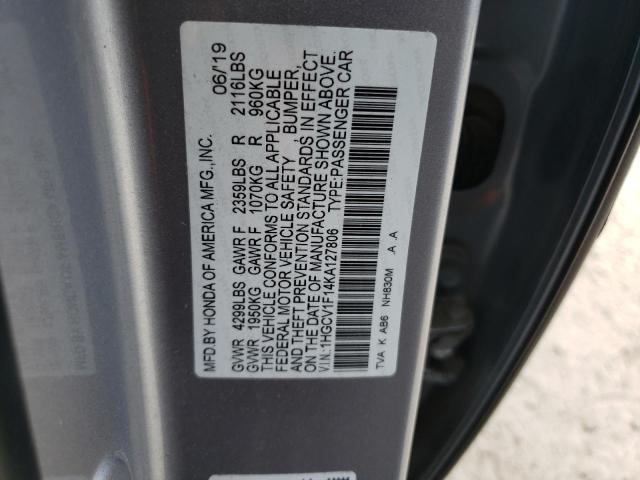 MFD.BY HONDA OF AMERICA MFG.,INC. 06/'19
GVWR 4299LBS GAWR F 2359LBS R 2116LBS
GVWR 1950KG GAWR F 1070KG R 960KG
THIS VEHICLE CONFORMS TO ALL APPLICABLE
FEDERAL MOTOR VEHICLE SAFETY , BUMPER,
AND THEFT PREVENTION STANDARDS IN EFFECT
ON THE DATE OF MANUFACTURE SHOWN ABOVE.
V.I.N.:1HGCV1F14KA127806 TYPE:PASSENGER CAR
TVA K AB6 NH830M .A .A